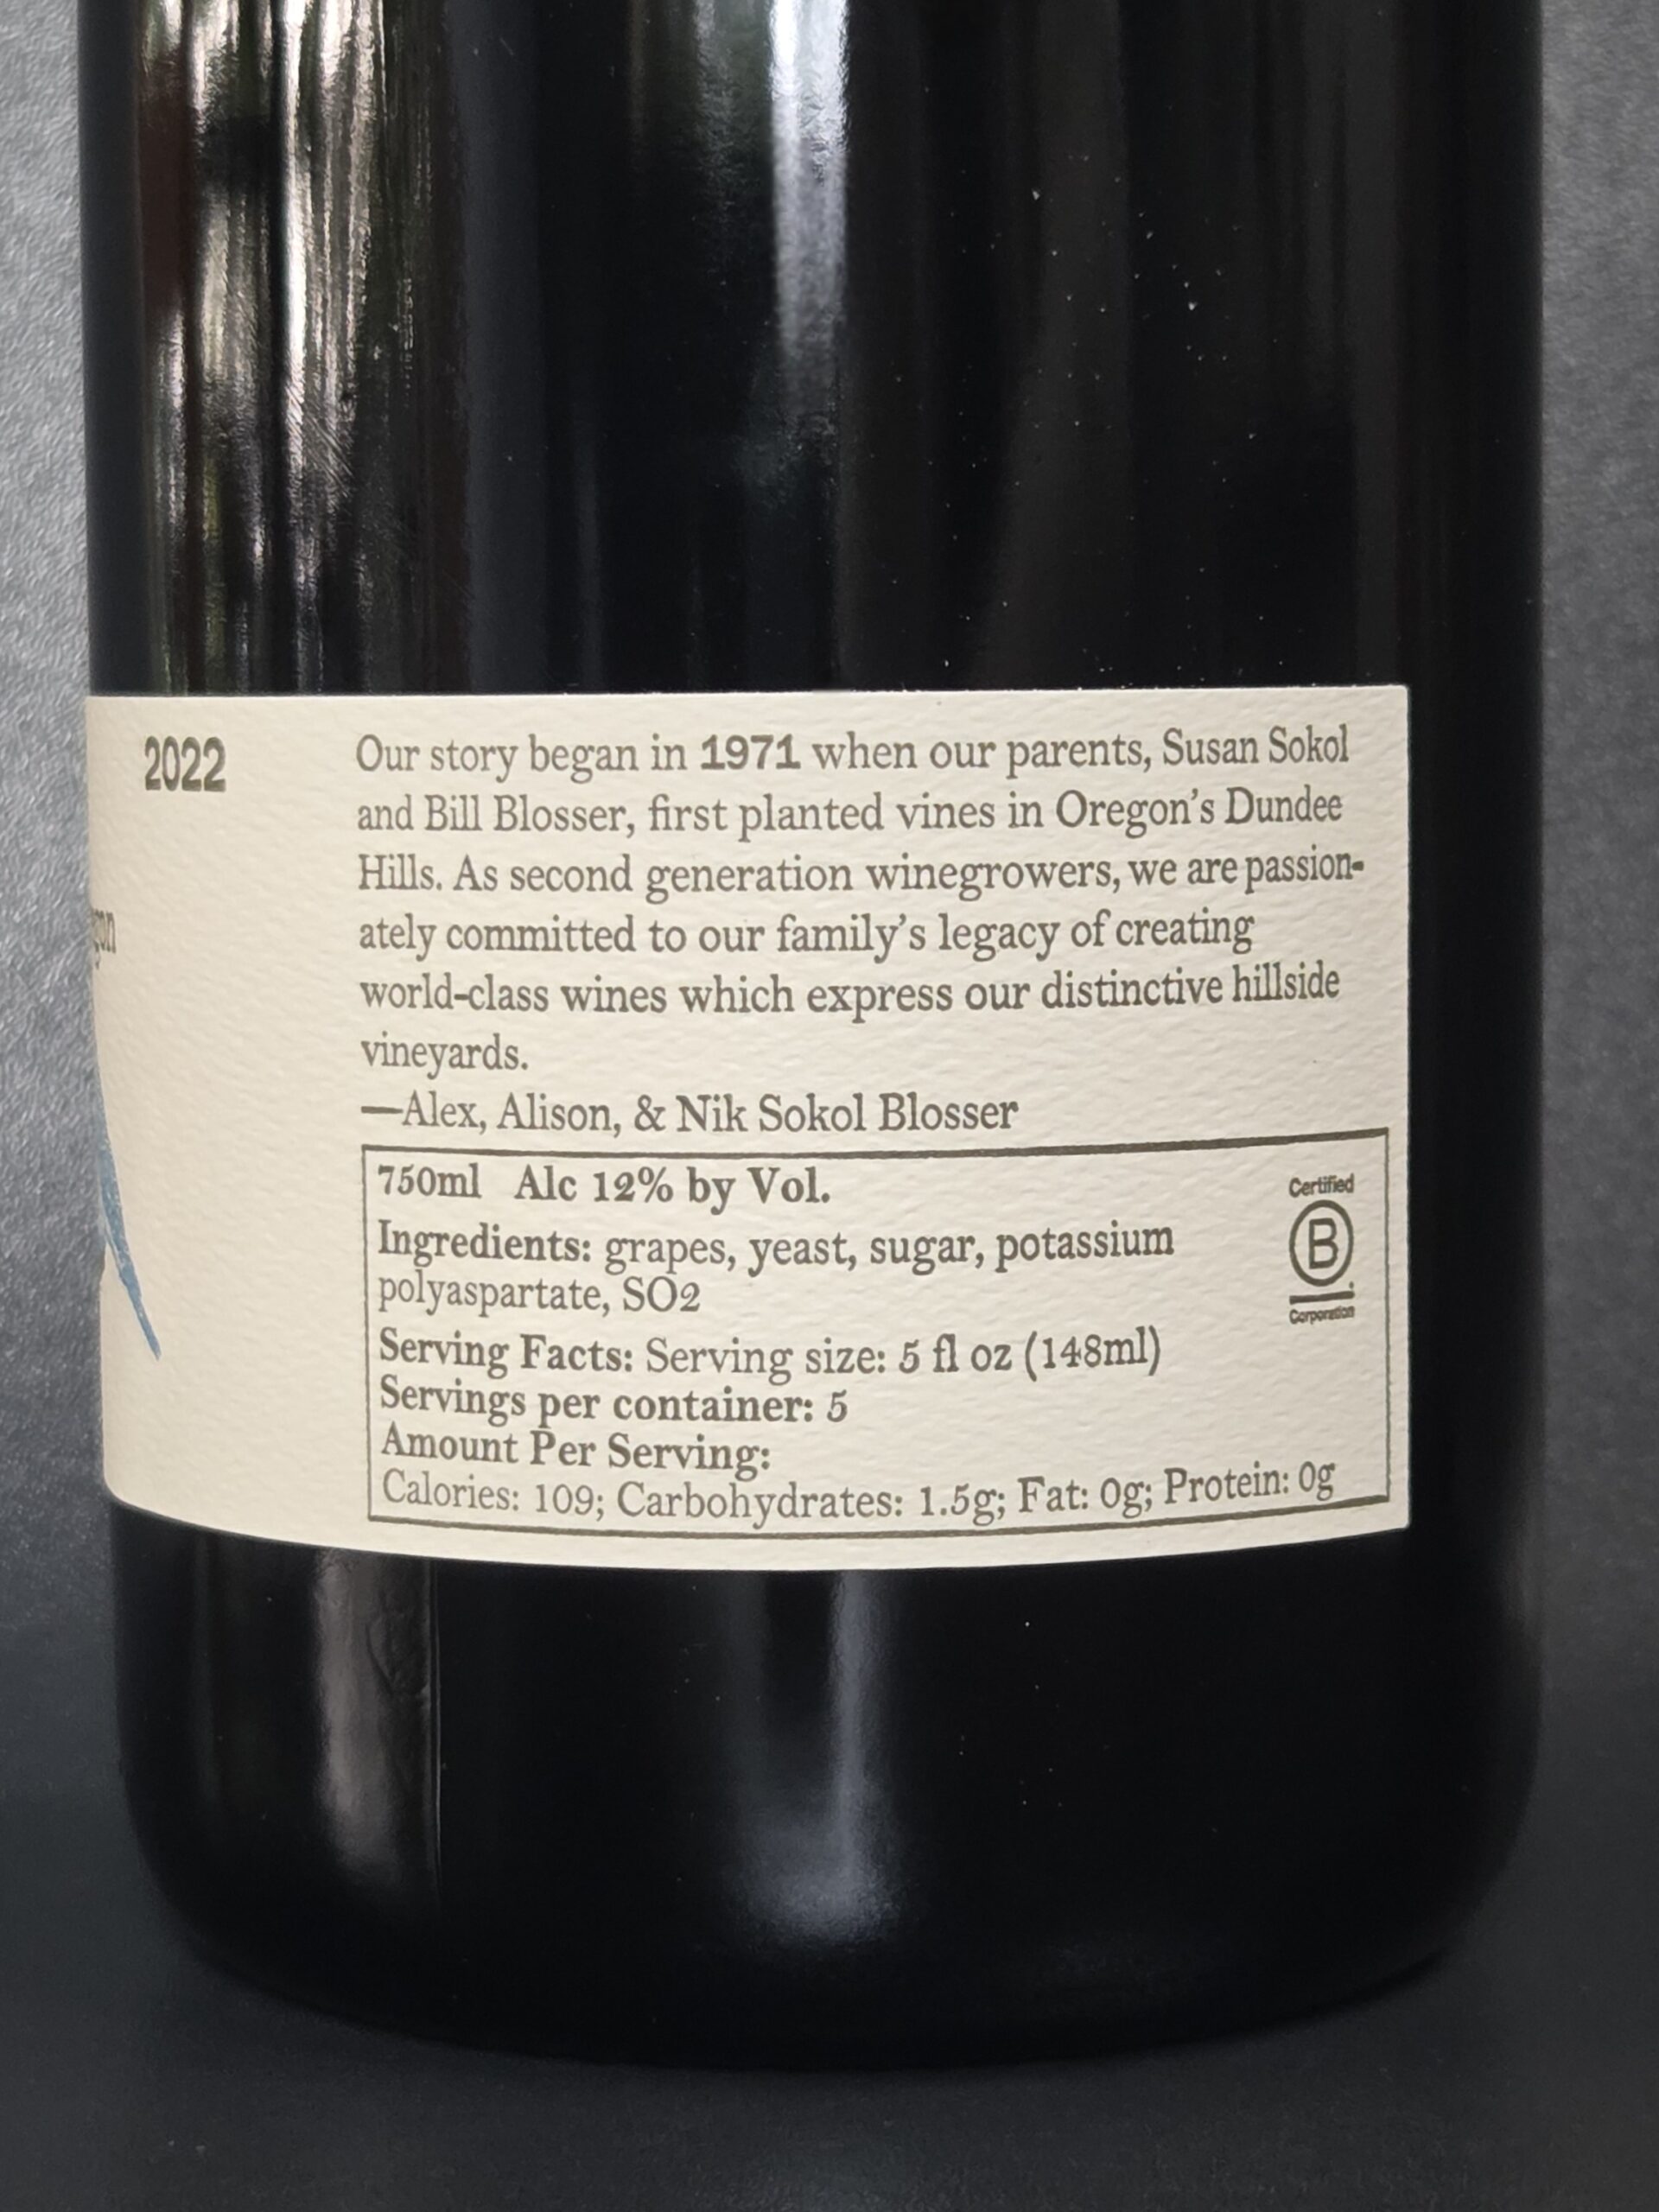 2022
Our story began in 1971 when our parents, Susan Sokol
and Bill Blosser, first planted vines in Oregon's Dundee
Hills. As second generation winegrowers, we are passion-
ately committed to our family's legacy of creating
world-class wines which express our distinctive hillside
vineyards.
—Alex, Alison, & Nik Sokol Blosser
750ml Alc 12% by Vol.
Ingredients: grapes, yeast, sugar, potassium
polyaspartate, SO2
Serving Facts: Serving size: 5 fl oz (148ml)
Servings per container: 5
Amount Per Serving:
Calories: 109; Carbohydrates: 1.5g; Fat: 0g; Protein: 0g
Certified
B
Corporation